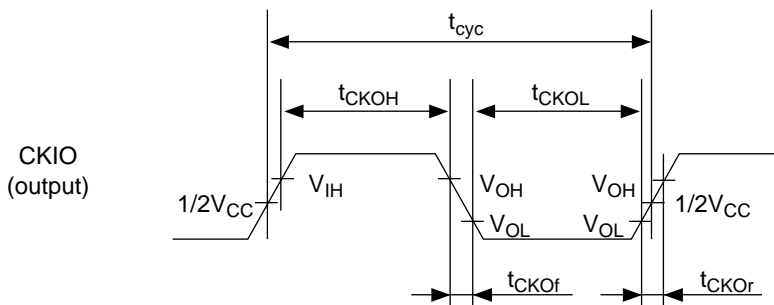 tcyc
tCKOH
tCKOL
CKIO
(output)
VIH
VOH
VOH
1/2VCC
1/2VCC
VOL
VOL
tCKOf
tCKOr